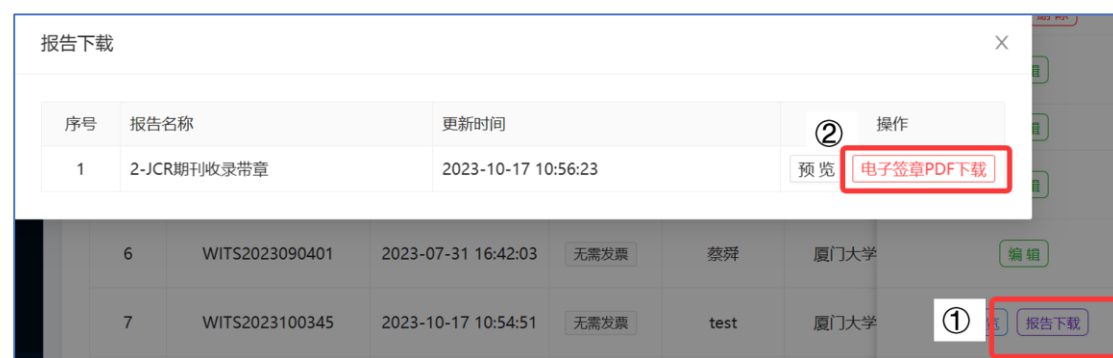 报告下载
序号 报告名称 更新时间 ② 操作
1 2-JCR期刊收录带章 2023-10-17 10:56:23 预 览 电子签章PDF下载
6 WITS2023090401 2023-07-31 16:42:03 无需发票 蔡舜 厦门大学 编 辑
7 WITS2023100345 2023-10-17 10:54:51 无需发票 test 厦门大学 ① 览 报告下载